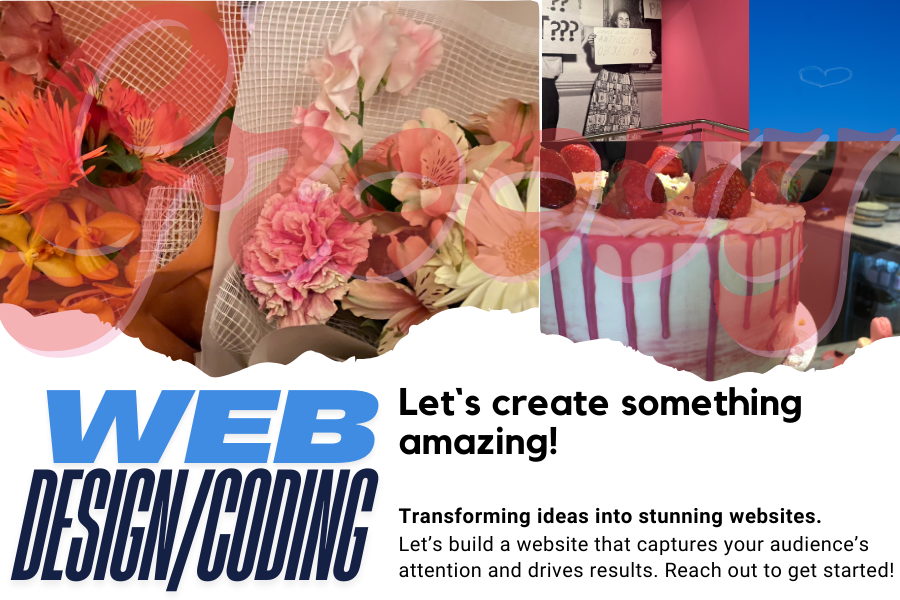 T???
WEB
DESIGN/CODING
Let's create something
amazing!
Transforming ideas into stunning websites.
Let's build a website that captures your audience's
attention and drives results. Reach out to get started!